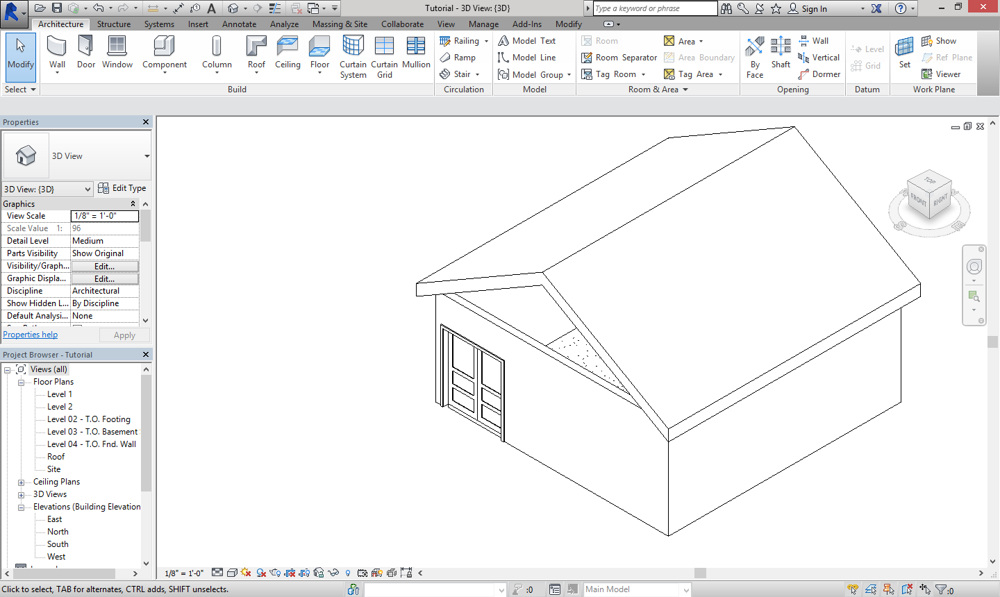 Tutorial - 3D View: {3D}
Type a keyword or phrase
Sign In
Architecture Structure Systems Insert Annotate Analyze Massing & Site Collaborate View Manage Add-Ins Modify
Modify
Wall
Door
Window
Component
Column
Roof
Ceiling
Floor
Curtain System
Curtain Grid
Mullion
Railing
Ramp
Stair
Model Text
Model Line
Model Group
Room
Room Separator
Tag Room
Area
Area Boundary
Tag Area
By Face
Shaft
Wall
Vertical
Dormer
Level
Grid
Set
Show
Ref Plane
Viewer
Select Build Circulation Model Room & Area Opening Datum Work Plane
Properties
3D View
3D View: {3D} Edit Type
Graphics
View Scale 1/8" = 1'-0"
Scale Value 1: 96
Detail Level Medium
Parts Visibility Show Original
Visibility/Graph... Edit...
Graphic Displa... Edit...
Discipline Architectural
Show Hidden L... By Discipline
Default Analysi... None
Properties help Apply
Project Browser - Tutorial
Views (all)
Floor Plans
Level 1
Level 2
Level 02 - T.O. Footing
Level 03 - T.O. Basement
Level 04 - T.O. Fnd. Wall
Roof
Site
Ceiling Plans
3D Views
Elevations (Building Elevation
East
North
South
West
TOP
FRONT
RIGHT
S
E
1/8" = 1'-0"
Click to select, TAB for alternates, CTRL adds, SHIFT unselects.
:0
Main Model
:0